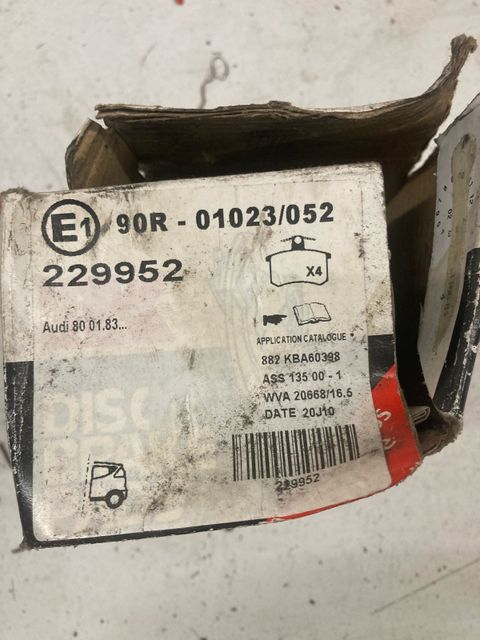 E1 90R - 01023/052
229952
X4
Audi 80 01.83...
APPLICATION CATALOGUE
882 KBA60398
ASS 135 00 - 1
WVA 20668/16.5
DATE 20J10
DISC
BRAKE
229952